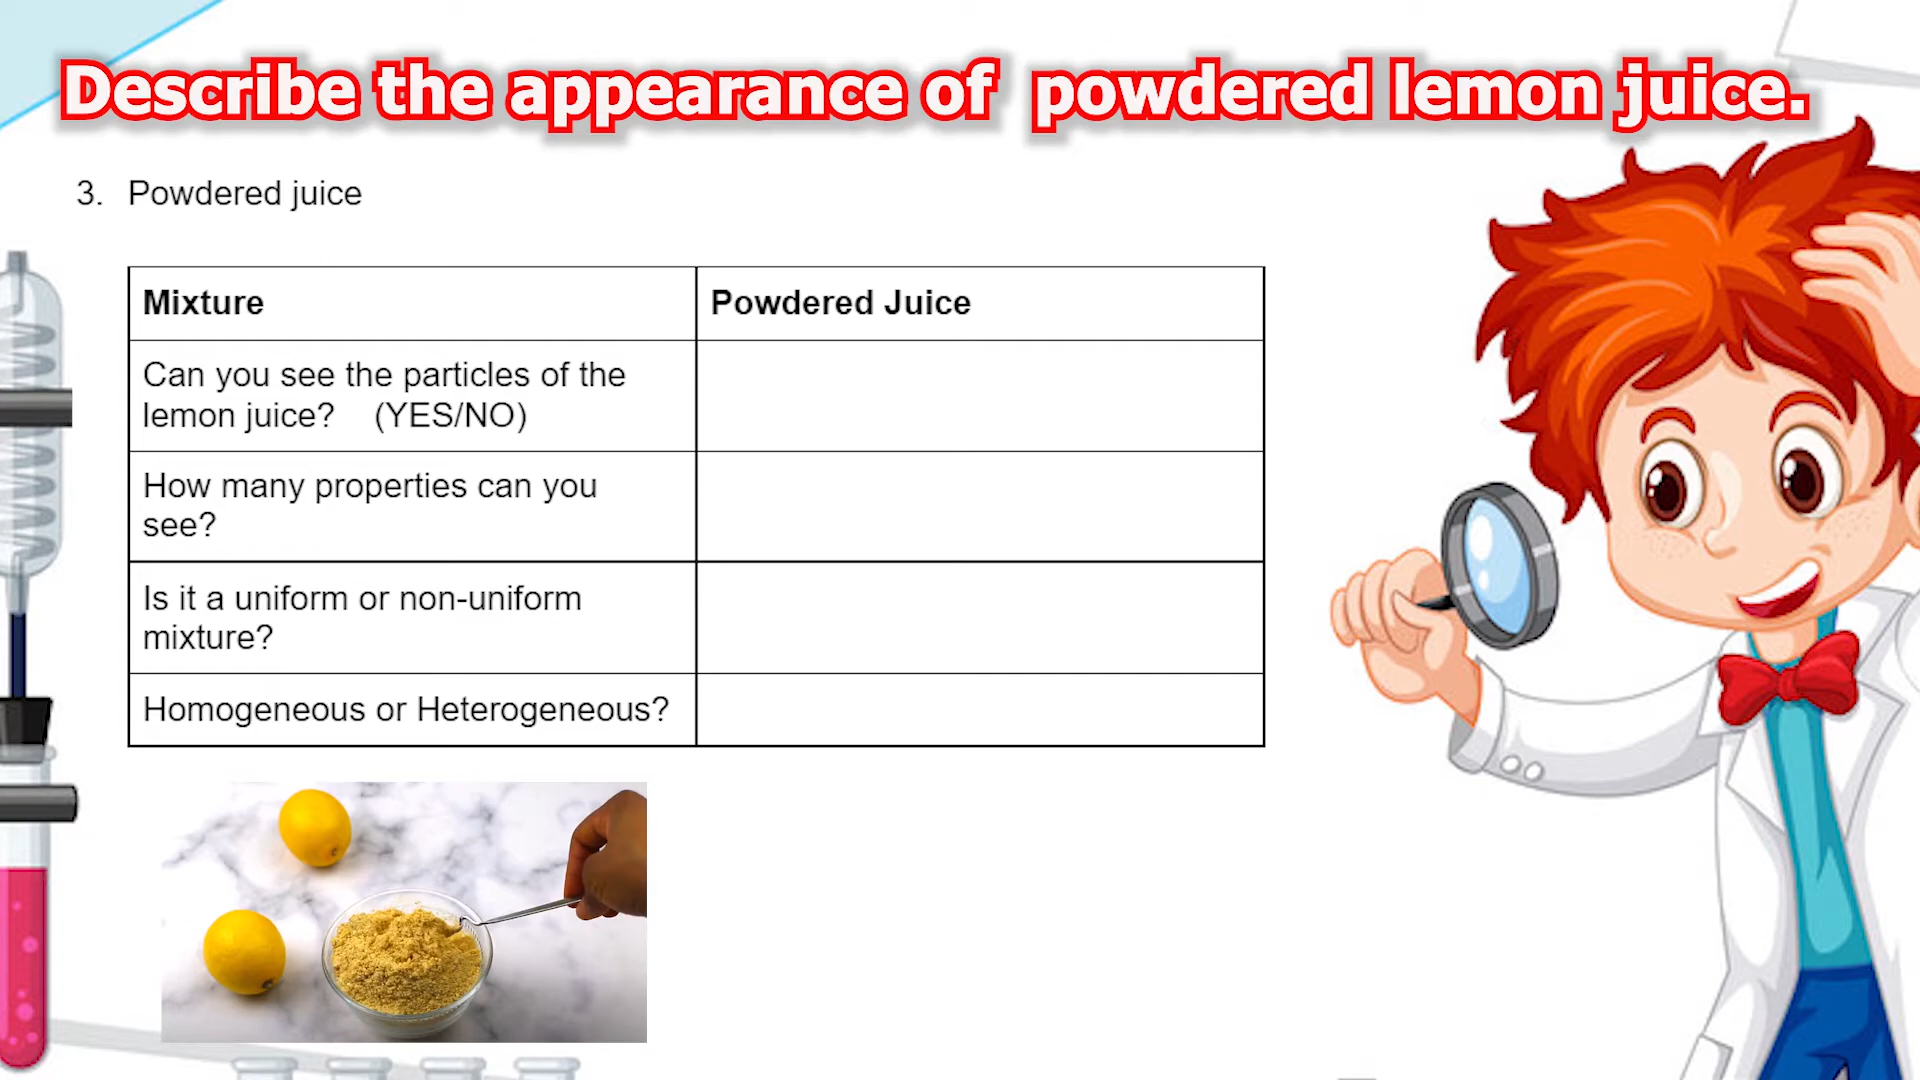 Describe the appearance of powdered lemon juice.
3. Powdered juice
Mixture
Powdered Juice
Can you see the particles of the
lemon juice? (YES/NO)
How many properties can you
see?
Is it a uniform or non-uniform
mixture?
Homogeneous or Heterogeneous?